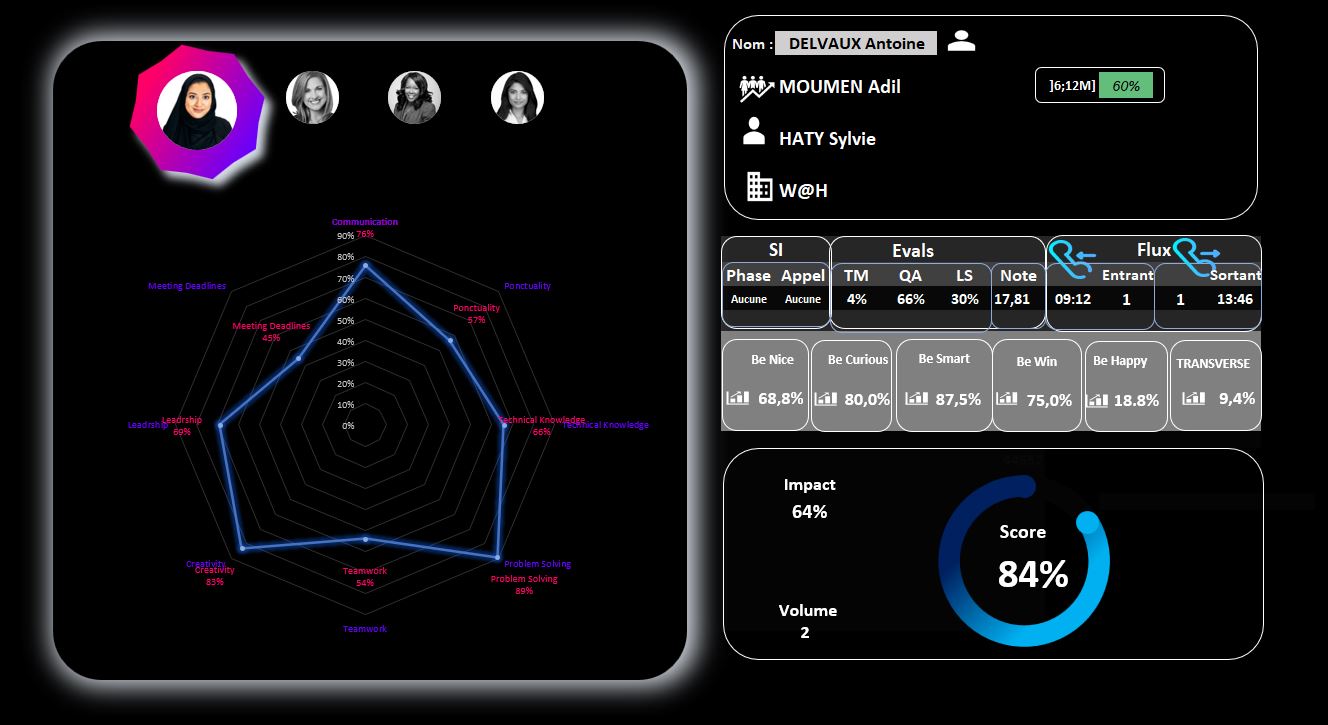 Communication
76%
90%
80%
70%
60%
50%
40%
30%
20%
10%
0%
Meeting Deadlines
Ponctuality
Meeting Deadlines
45%
Ponctuality
57%
Leadrship
Leadrship
69%
Technical Knowledge
66%
Technical Knowledge
Creativity
Creativity
83%
Teamwork
54%
Problem Solving
Problem Solving
89%
Teamwork
Nom : DELVAUX Antoine
MOUMEN Adil
]6;12M] 60%
HATY Sylvie
W@H
SI Evals Flux
Phase Appel TM QA LS Note Entrant Sortant
Aucune Aucune 4% 66% 30% 17,81 09:12 1 1 13:46
Be Nice Be Curious Be Smart Be Win Be Happy TRANSVERSE
68,8% 80,0% 87,5% 75,0% 18.8% 9,4%
Impact
64%
Score
84%
Volume
2